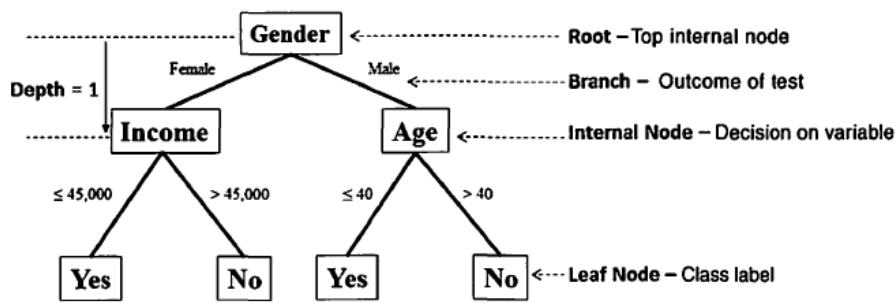 Gender
Root – Top internal node
Female
Male
Branch – Outcome of test
Depth = 1
Income
Age
Internal Node – Decision on variable
≤ 45,000
> 45,000
≤ 40
> 40
Yes
No
Yes
No
Leaf Node – Class label